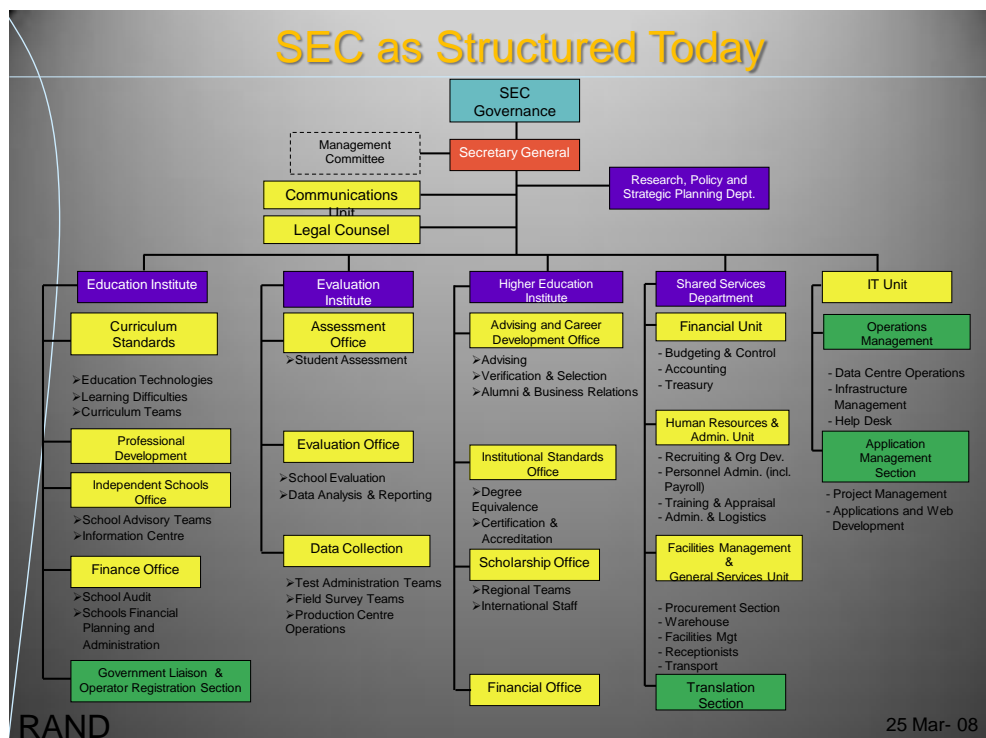 SEC as Structured Today
SEC
Governance
Management
Committee
Secretary General
Communications
Unit
Research, Policy and
Strategic Planning Dept.
Legal Counsel
Education Institute
Curriculum
Standards
➢Education Technologies
➢Learning Difficulties
➢Curriculum Teams
Professional
Development
Independent Schools
Office
➢School Advisory Teams
➢Information Centre
Finance Office
➢School Audit
➢Schools Financial
Planning and
Administration
Government Liaison &
Operator Registration Section
Evaluation
Institute
Assessment
Office
➢Student Assessment
Evaluation Office
➢School Evaluation
➢Data Analysis & Reporting
Data Collection
➢Test Administration Teams
➢Field Survey Teams
➢Production Centre
Operations
Higher Education
Institute
Advising and Career
Development Office
➢Advising
➢Verification & Selection
➢Alumni & Business Relations
Institutional Standards
Office
➢Degree
Equivalence
➢Certification &
Accreditation
Scholarship Office
➢Regional Teams
➢International Staff
Financial Office
Shared Services
Department
Financial Unit
- Budgeting & Control
- Accounting
- Treasury
Human Resources &
Admin. Unit
- Recruiting & Org Dev.
- Personnel Admin. (incl.
Payroll)
- Training & Appraisal
- Admin. & Logistics
Facilities Management
&
General Services Unit
- Procurement Section
- Warehouse
- Facilities Mgt
- Receptionists
- Transport
Translation
Section
IT Unit
Operations
Management
- Data Centre Operations
- Infrastructure
Management
- Help Desk
Application
Management
Section
- Project Management
- Applications and Web
Development
RAND
25 Mar- 08